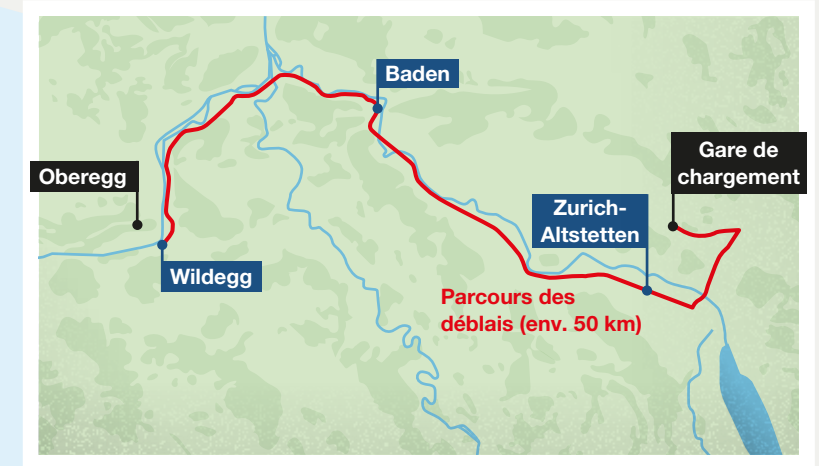 Baden
Gare de
chargement
Oberegg
Zurich-
Altstetten
Wildegg
Parcours des
déblais (env. 50 km)